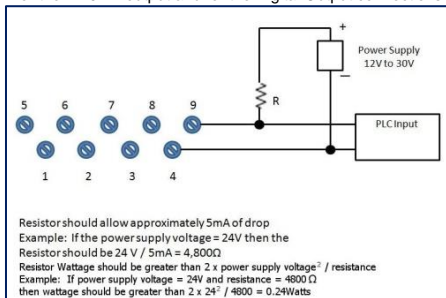 +
Power Supply
12V to 30V
—
R
5 6 7 8 9
PLC Input
1 2 3 4
Resistor should allow approximately 5mA of drop
Example: If the power supply voltage = 24V then the
Resistor should be 24 V / 5mA = 4,800Ω
Resistor Wattage should be greater than 2 x power supply voltage² / resistance
Example: If power supply voltage = 24V and resistance = 4800 Ω
then wattage should be greater than 2 x 24² / 4800 = 0.24Watts